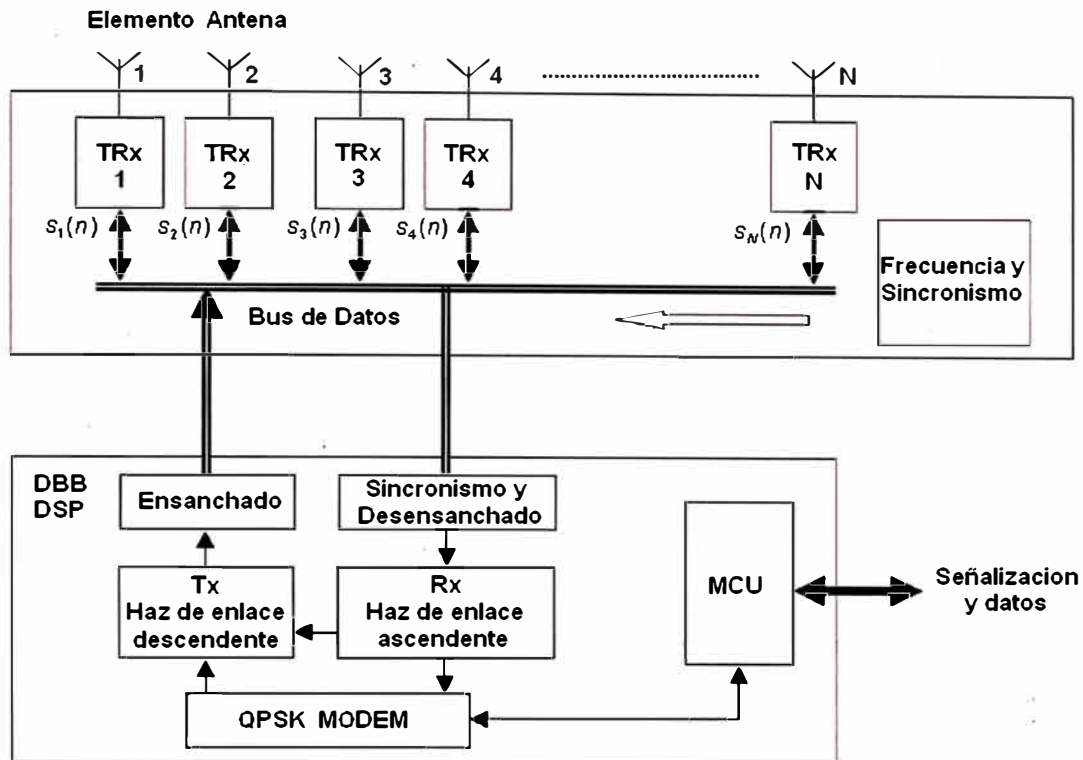 Elemento Antena
1
2
3
4
N
TRx
1
TRx
2
TRx
3
TRx
4
TRx
N
s₁(n)
s₂(n)
s₃(n)
s₄(n)
s_N(n)
Frecuencia y
Sincronismo
Bus de Datos
DBB
DSP
Ensanchado
Sincronismo y
Desensanchado
Tx
Haz de enlace
descendente
Rx
Haz de enlace
ascendente
MCU
Señalizacion
y datos
QPSK MODEM